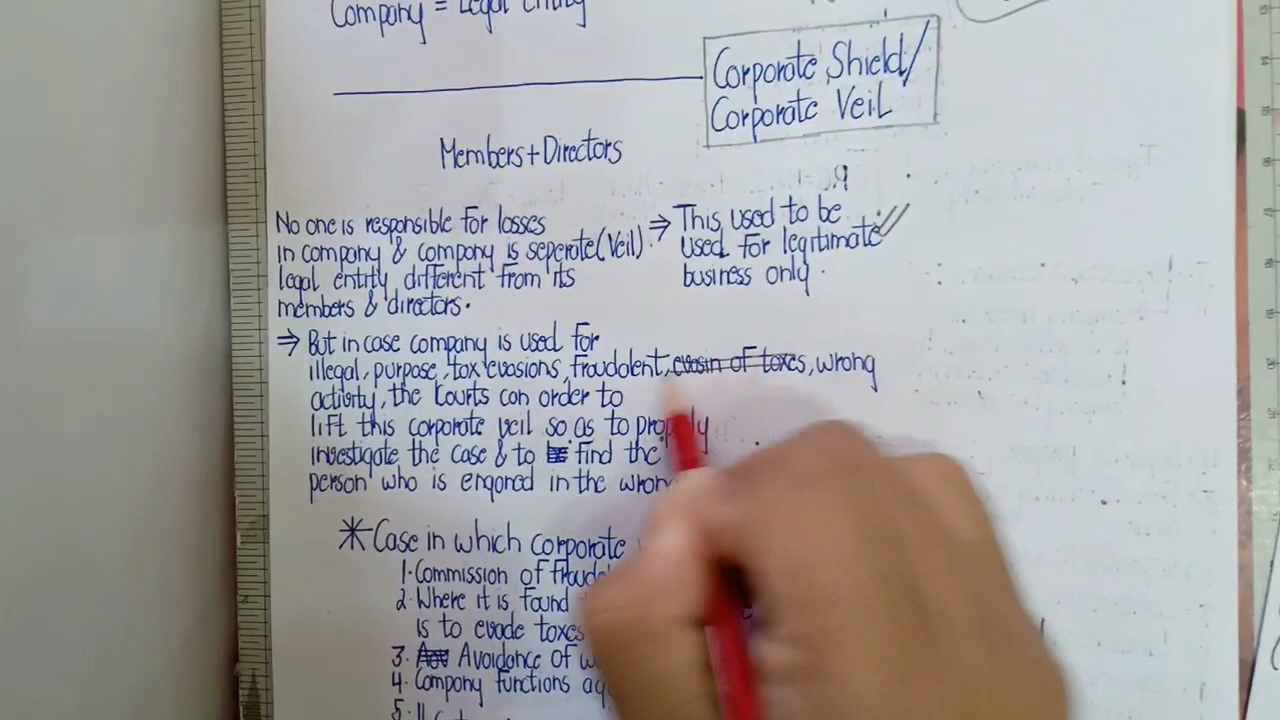 Company = Legal Entity
Corporate Shield/
Corporate Veil
Members+Directors
No one is responsible for losses
in company & company is seperate(Veil).
legal entity different from its
members & directors.
⇒ This used to be
used for legitimate
business only.
⇒ But in case company is used for
illegal, purpose, tax evasions, fraudolent, evasin of taxes, wrong
activity, the Courts can order to
lift this corporate veil so as to properly
investigate the case & to find the
person who is engored in the wron
* Case in which corporate
1. Commission of
2. Where it is found
is to evade taxes
3. Avoidance of
4. Company functions
5.